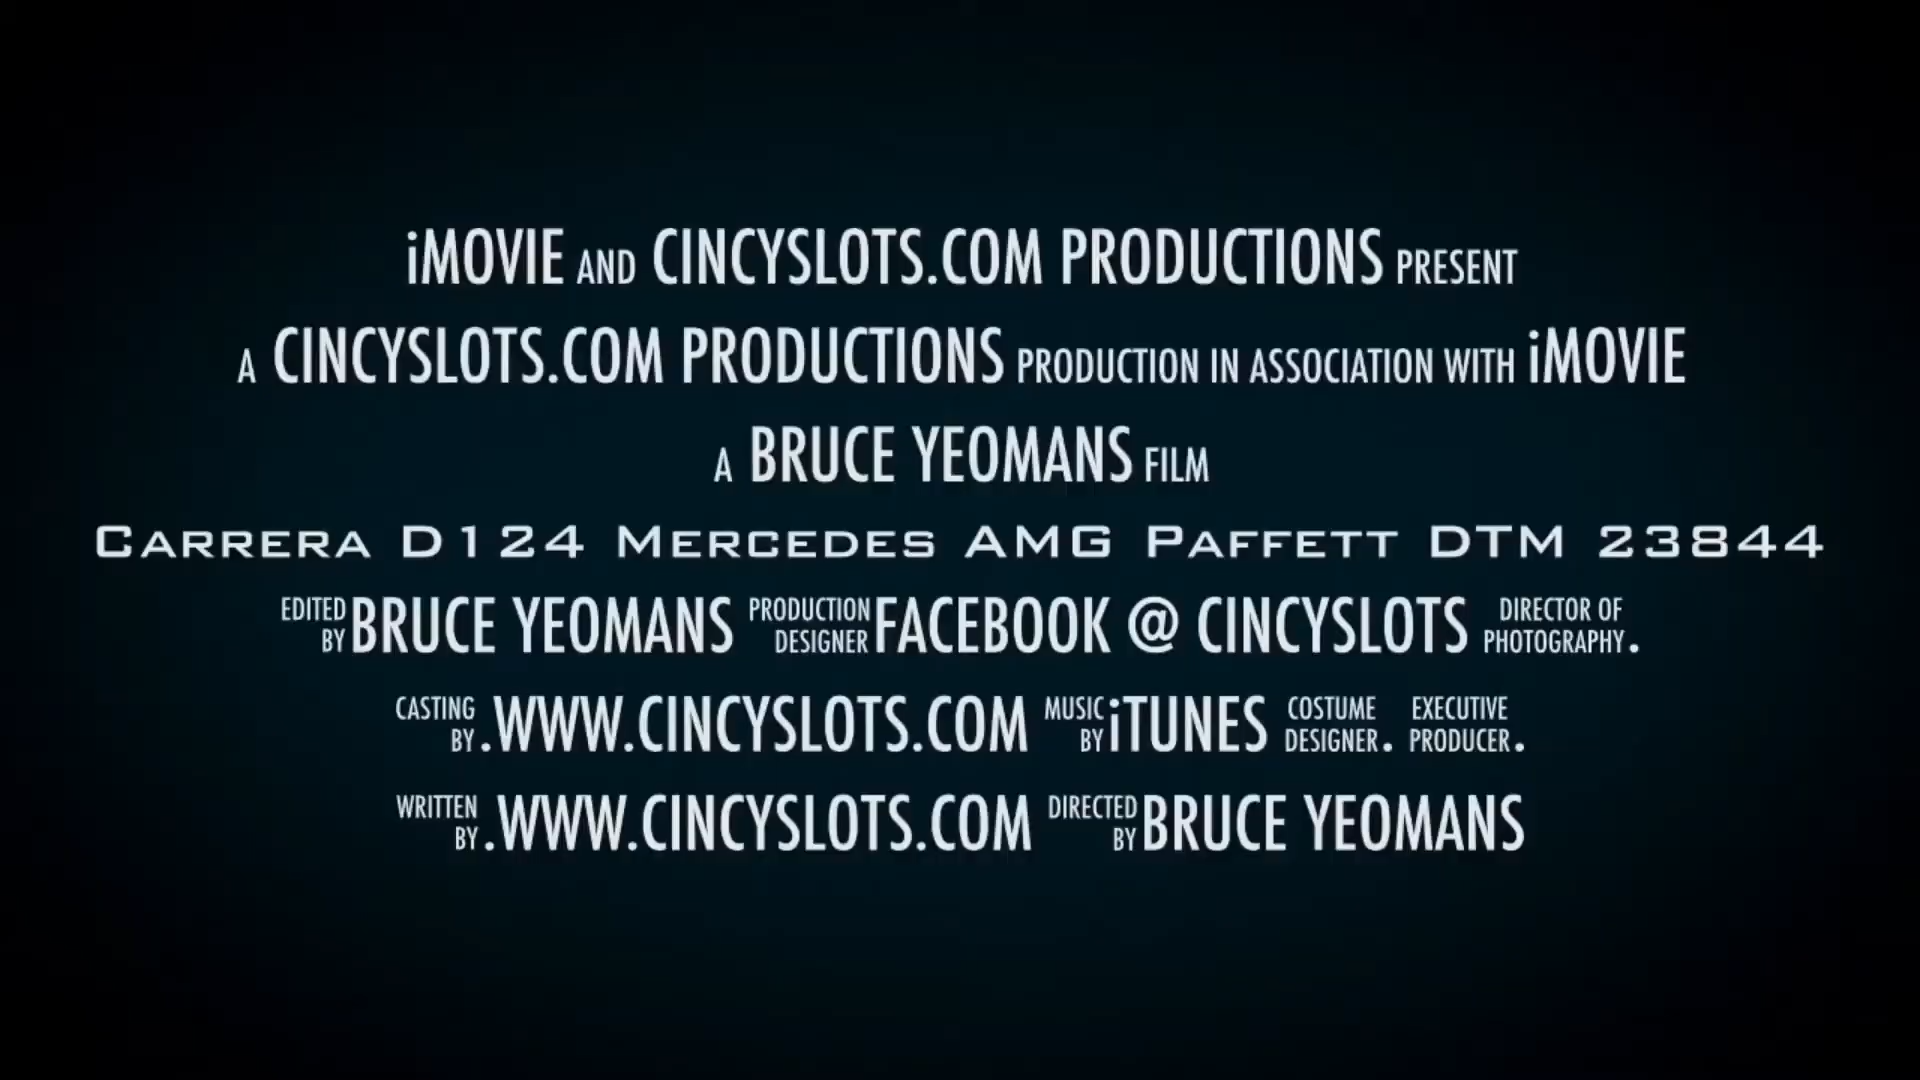 iMOVIE AND CINCYSLOTS.COM PRODUCTIONS PRESENT
A CINCYSLOTS.COM PRODUCTIONS PRODUCTION IN ASSOCIATION WITH iMOVIE
A BRUCE YEOMANS FILM
CARRERA D124 MERCEDES AMG PAFFETT DTM 23844
EDITED BY BRUCE YEOMANS PRODUCTION DESIGNER FACEBOOK @ CINCYSLOTS DIRECTOR OF PHOTOGRAPHY .
CASTING BY .WWW.CINCYSLOTS.COM MUSIC BY iTUNES COSTUME DESIGNER . EXECUTIVE PRODUCER .
WRITTEN BY .WWW.CINCYSLOTS.COM DIRECTED BY BRUCE YEOMANS